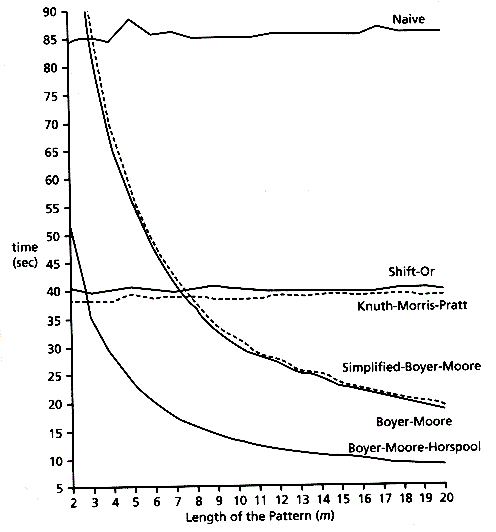 90
85
80
75
70
65
60
55
50
45
40
35
30
25
20
15
10
5
time
(sec)
Naive
Shift-Or
Knuth-Morris-Pratt
Simplified-Boyer-Moore
Boyer-Moore
Boyer-Moore-Horspool
2 3 4 5 6 7 8 9 10 11 12 13 14 15 16 17 18 19 20
Length of the Pattern (m)